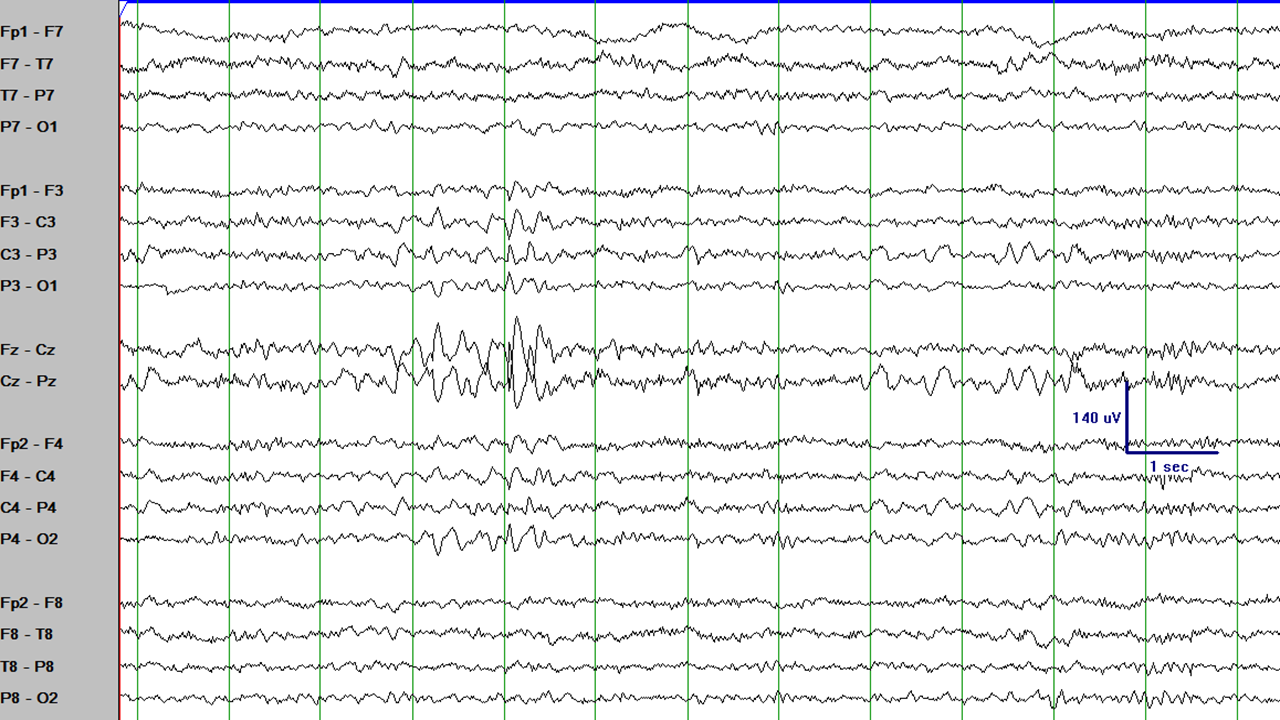 Fp1 - F7
F7 - T7
T7 - P7
P7 - O1
Fp1 - F3
F3 - C3
C3 - P3
P3 - O1
Fz - Cz
Cz - Pz
140 uV
Fp2 - F4
1 sec
F4 - C4
C4 - P4
P4 - O2
Fp2 - F8
F8 - T8
T8 - P8
P8 - O2